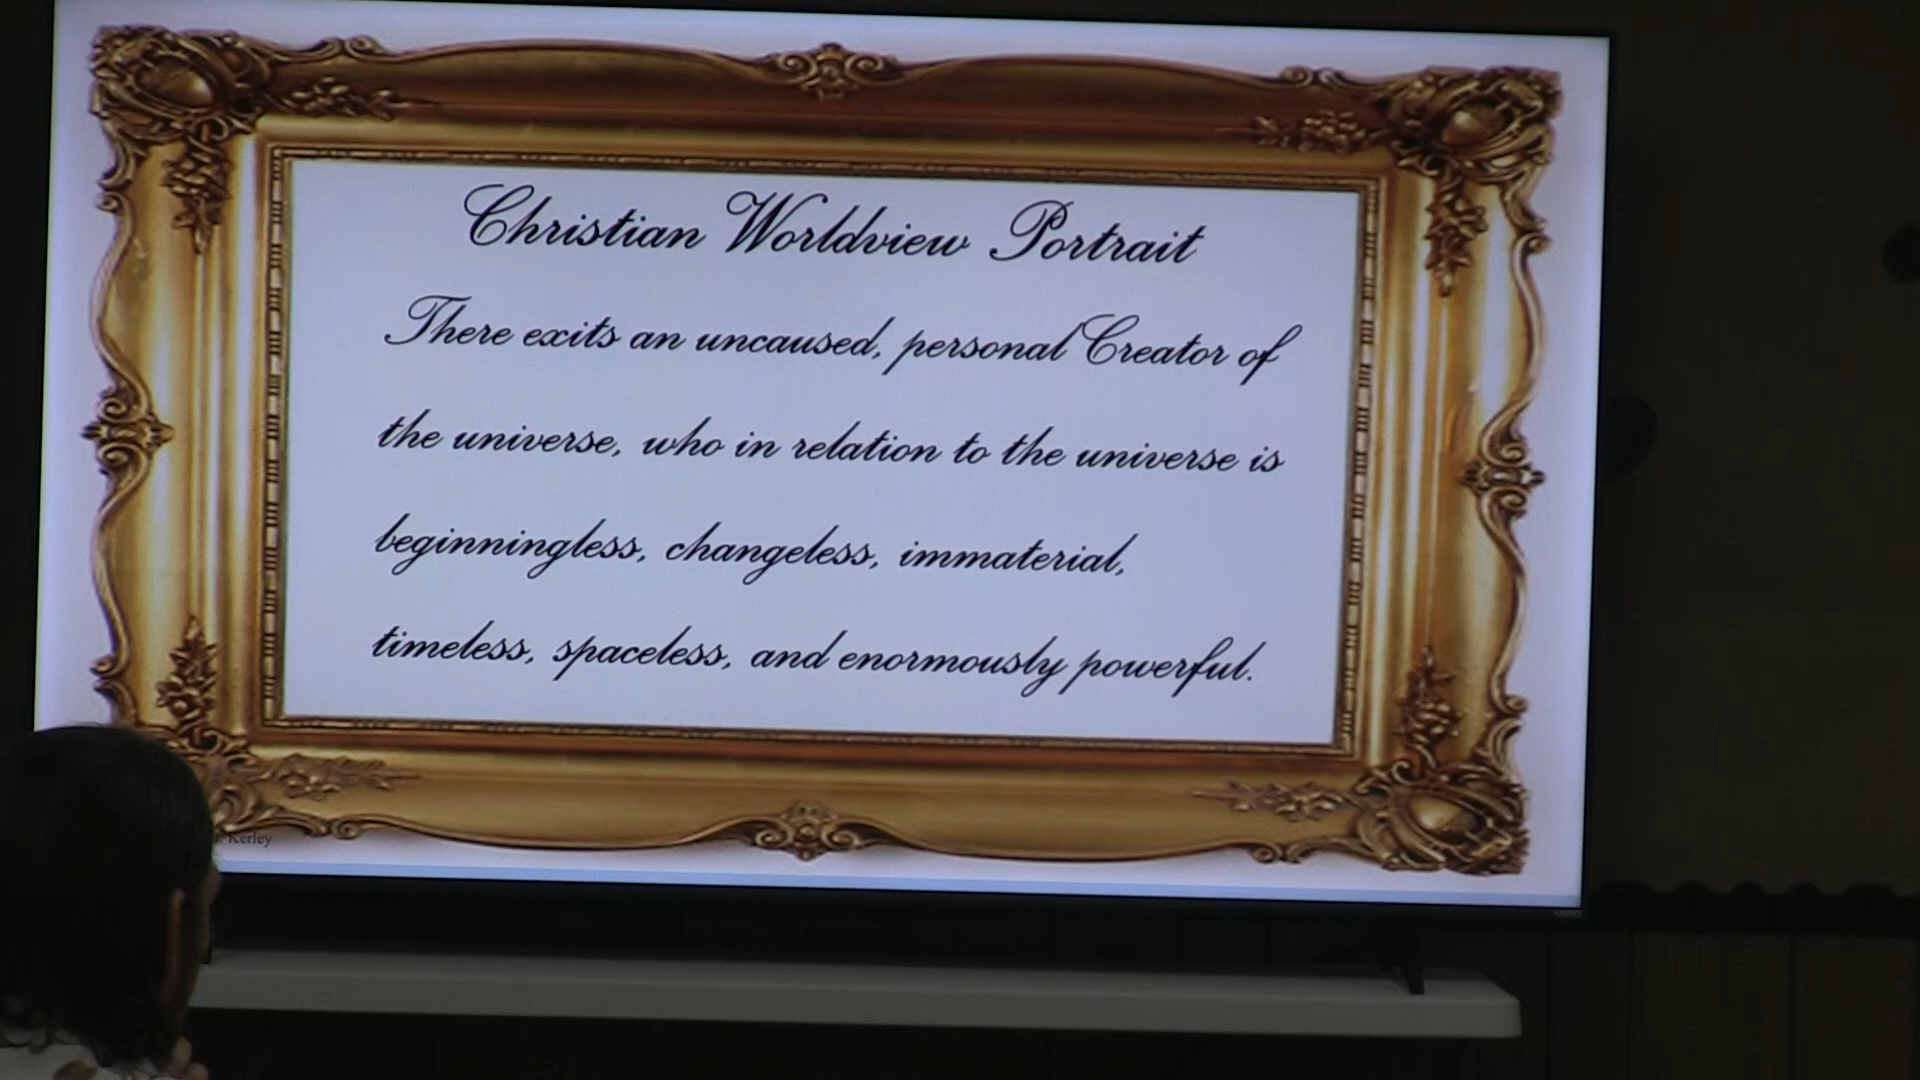 Christian Worldview Portrait
There exits an uncaused, personal Creator of
the universe, who in relation to the universe is
beginningless, changeless, immaterial,
timeless, spaceless, and enormously powerful.
Kerley